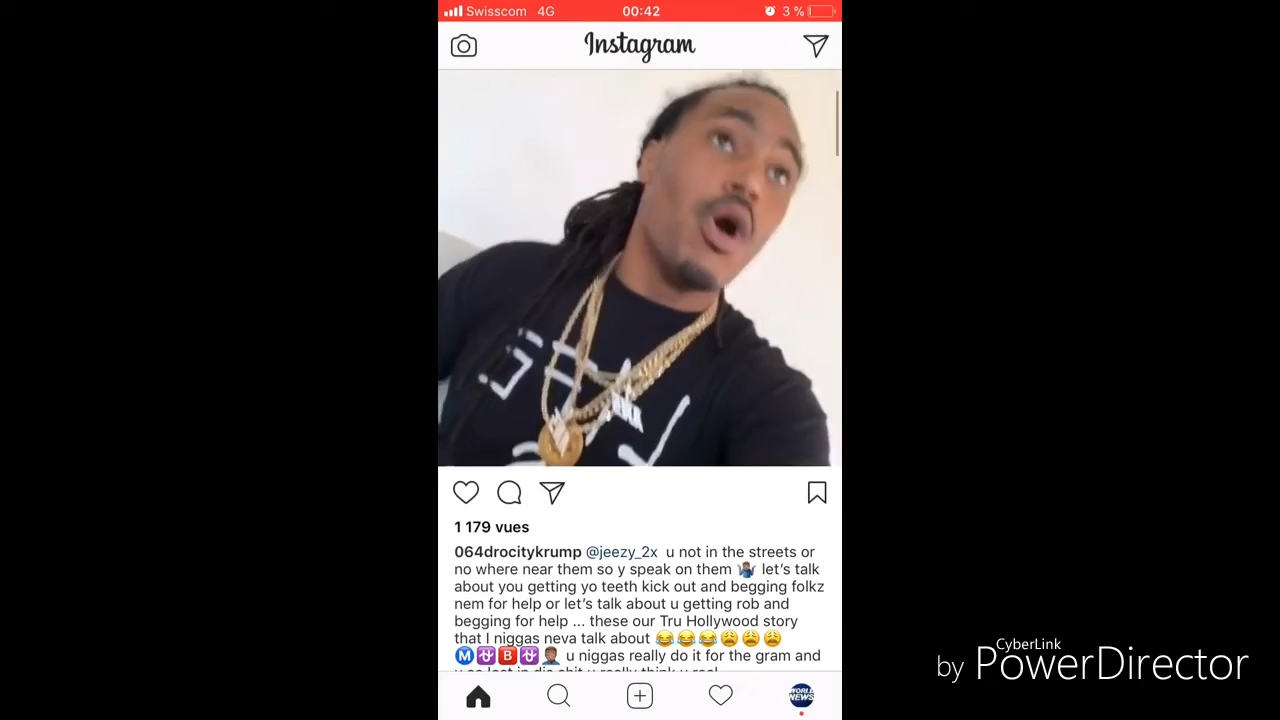 Swisscom 4G 00:42 3 %
Instagram
1 179 vues
064drocitykrump @jeezy_2x u not in the streets or
no where near them so y speak on them 🤷🏽‍♂️ let's talk
about you getting yo teeth kick out and begging folkz
nem for help or let's talk about u getting rob and
begging for help ... these our Tru Hollywood story
that I niggas neva talk about 😂😂😂😩😩😩
Ⓜ️⛎🅱️⛎🤦🏽‍♂️ u niggas really do it for the gram and
WORLD
NEWS
CyberLink
by PowerDirector